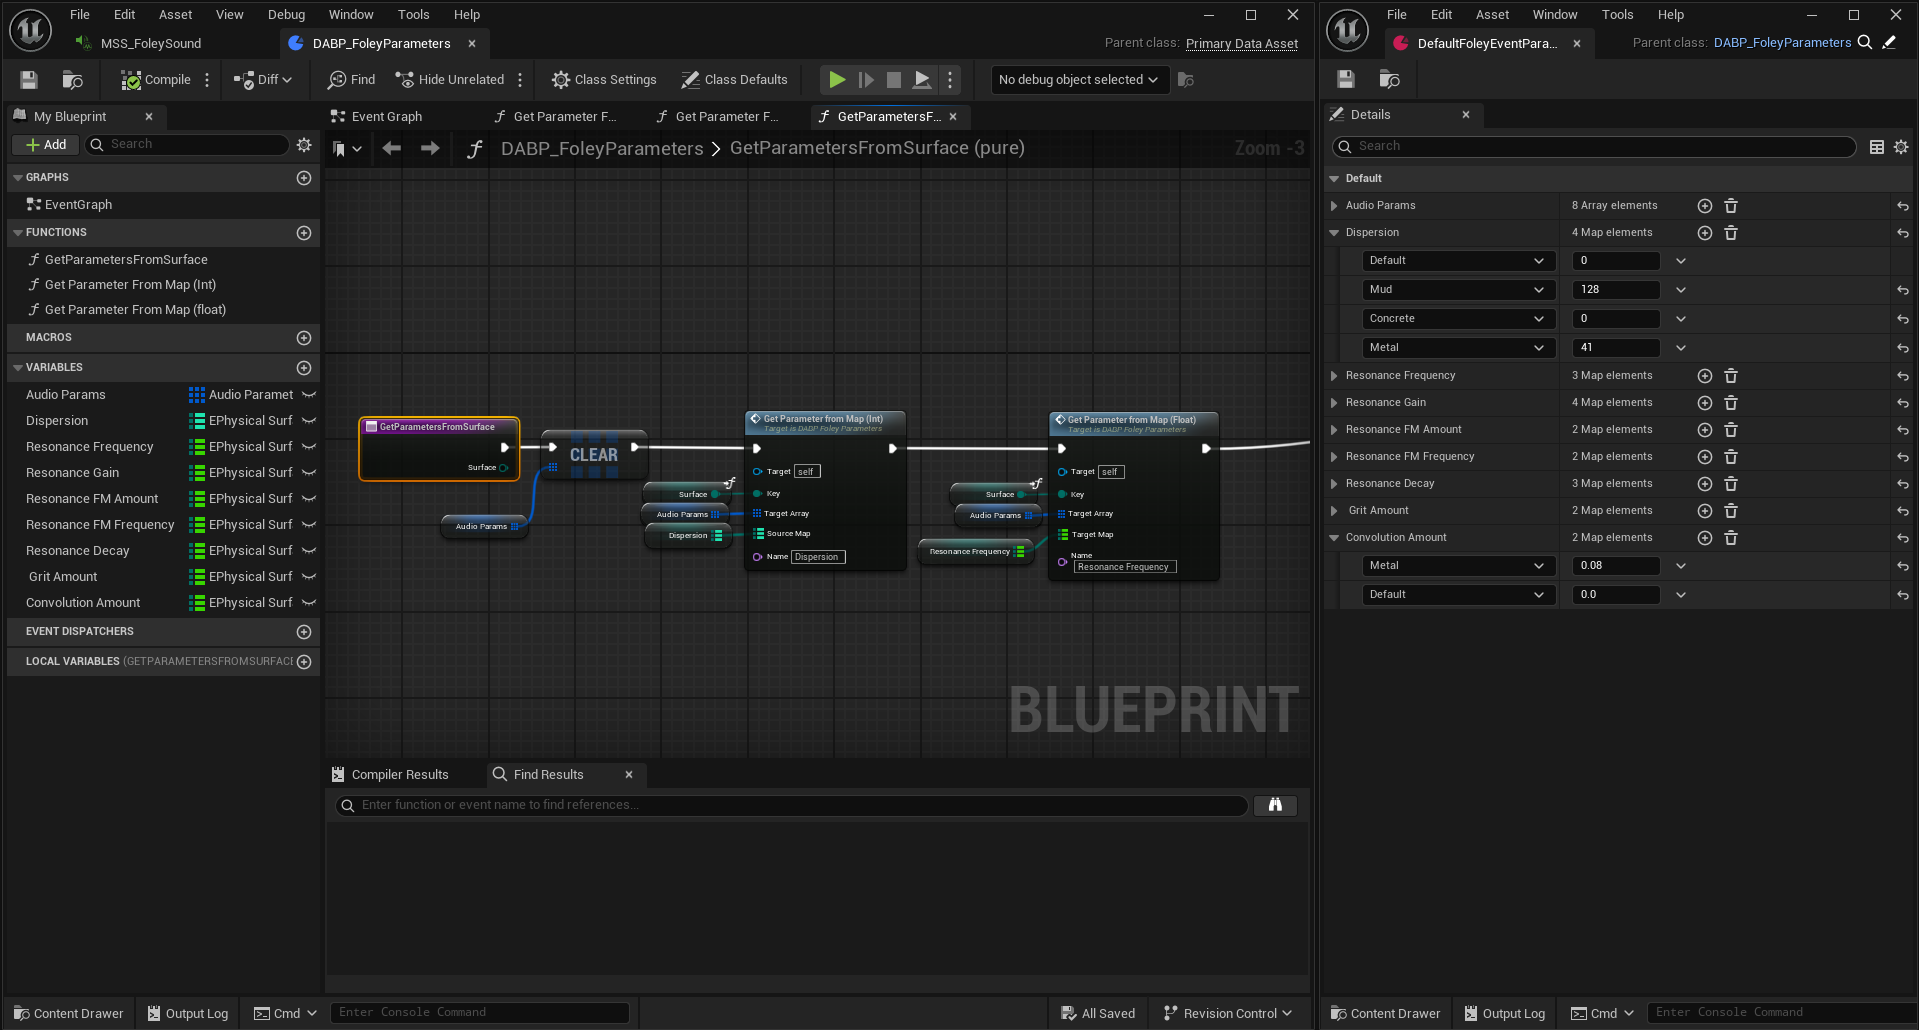 File Edit Asset View Debug Window Tools Help
MSS_FoleySound
DABP_FoleyParameters
Parent class: Primary Data Asset
Compile
Diff
Find
Hide Unrelated
Class Settings
Class Defaults
No debug object selected
My Blueprint
Add
Search
GRAPHS
EventGraph
FUNCTIONS
GetParametersFromSurface
Get Parameter From Map (Int)
Get Parameter From Map (float)
MACROS
VARIABLES
Audio Params Audio Paramet
Dispersion EPhysical Surf
Resonance Frequency EPhysical Surf
Resonance Gain EPhysical Surf
Resonance FM Amount EPhysical Surf
Resonance FM Frequency EPhysical Surf
Resonance Decay EPhysical Surf
Grit Amount EPhysical Surf
Convolution Amount EPhysical Surf
EVENT DISPATCHERS
LOCAL VARIABLES (GETPARAMETERSFROMSURFACE
Event Graph
Get Parameter F...
Get Parameter F...
GetParametersF...
DABP_FoleyParameters > GetParametersFromSurface (pure)
Zoom -3
GetParametersFromSurface
Surface
CLEAR
Audio Params
Get Parameter from Map (Int)
Target is DABP Foley Parameters
Target self
Surface
Key
Audio Params
Target Array
Dispersion
Source Map
Name Dispersion
Get Parameter from Map (Float)
Target is DABP Foley Parameters
Target self
Surface
Key
Audio Params
Target Array
Target Map
Resonance Frequency
Name
Resonance Frequency
BLUEPRINT
Compiler Results
Find Results
Enter function or event name to find references...
Content Drawer
Output Log
Cmd
Enter Console Command
All Saved
Revision Control
File Edit Asset Window Tools Help
DefaultFoleyEventPara...
Parent class: DABP_FoleyParameters
Details
Search
Default
Audio Params 8 Array elements
Dispersion 4 Map elements
Default 0
Mud 128
Concrete 0
Metal 41
Resonance Frequency 3 Map elements
Resonance Gain 4 Map elements
Resonance FM Amount 2 Map elements
Resonance FM Frequency 2 Map elements
Resonance Decay 3 Map elements
Grit Amount 2 Map elements
Convolution Amount 2 Map elements
Metal 0.08
Default 0.0
Content Drawer
Output Log
Cmd
Enter Console Command